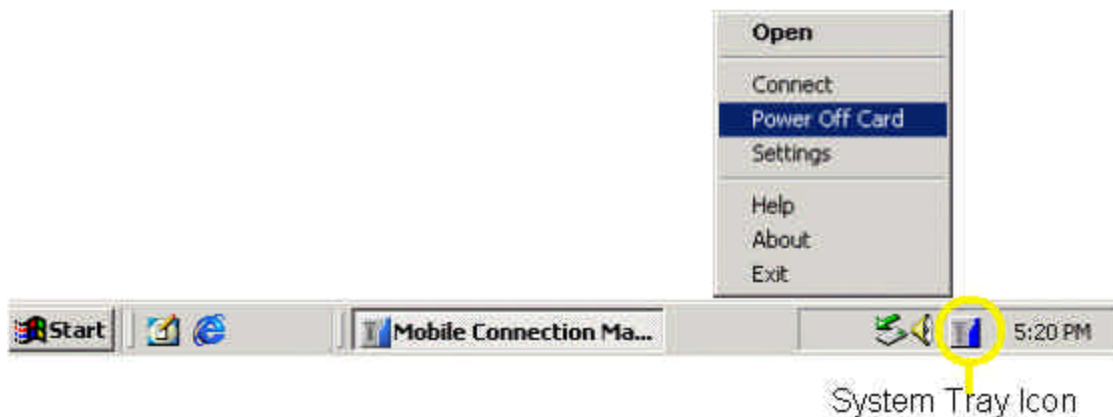 Open
Connect
Power Off Card
Settings
Help
About
Exit
Start
Mobile Connection Ma...
5:20 PM
System Tray Icon